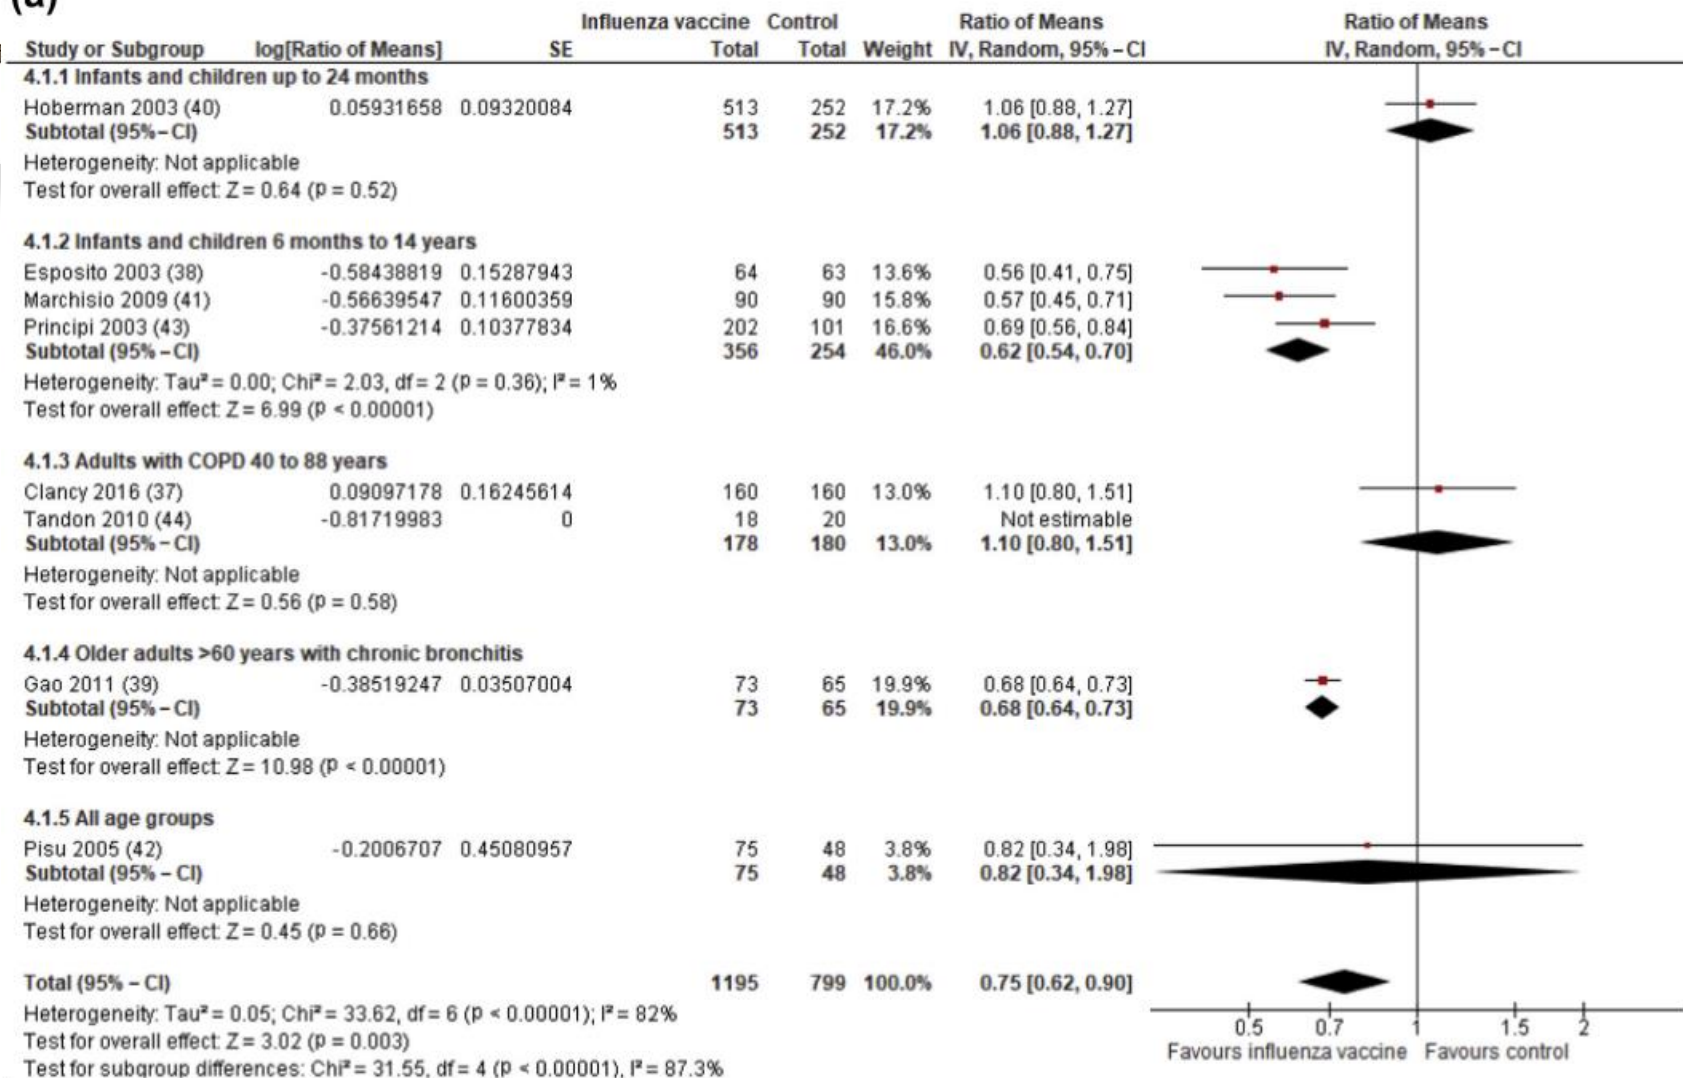 (a)
Influenza vaccine Control Ratio of Means Ratio of Means
Study or Subgroup log[Ratio of Means] SE Total Total Weight IV, Random, 95%–CI IV, Random, 95%–CI
4.1.1 Infants and children up to 24 months
Hoberman 2003 (40) 0.05931658 0.09320084 513 252 17.2% 1.06 [0.88, 1.27]
Subtotal (95%–CI) 513 252 17.2% 1.06 [0.88, 1.27]
Heterogeneity: Not applicable
Test for overall effect: Z = 0.64 (p = 0.52)
4.1.2 Infants and children 6 months to 14 years
Esposito 2003 (38) -0.58438819 0.15287943 64 63 13.6% 0.56 [0.41, 0.75]
Marchisio 2009 (41) -0.56639547 0.11600359 90 90 15.8% 0.57 [0.45, 0.71]
Principi 2003 (43) -0.37561214 0.10377834 202 101 16.6% 0.69 [0.56, 0.84]
Subtotal (95%–CI) 356 254 46.0% 0.62 [0.54, 0.70]
Heterogeneity: Tau² = 0.00; Chi² = 2.03, df = 2 (p = 0.36); I² = 1%
Test for overall effect: Z = 6.99 (p < 0.00001)
4.1.3 Adults with COPD 40 to 88 years
Clancy 2016 (37) 0.09097178 0.16245614 160 160 13.0% 1.10 [0.80, 1.51]
Tandon 2010 (44) -0.81719983 0 18 20 Not estimable
Subtotal (95%–CI) 178 180 13.0% 1.10 [0.80, 1.51]
Heterogeneity: Not applicable
Test for overall effect: Z = 0.56 (p = 0.58)
4.1.4 Older adults >60 years with chronic bronchitis
Gao 2011 (39) -0.38519247 0.03507004 73 65 19.9% 0.68 [0.64, 0.73]
Subtotal (95%–CI) 73 65 19.9% 0.68 [0.64, 0.73]
Heterogeneity: Not applicable
Test for overall effect: Z = 10.98 (p < 0.00001)
4.1.5 All age groups
Pisu 2005 (42) -0.2006707 0.45080957 75 48 3.8% 0.82 [0.34, 1.98]
Subtotal (95% – CI) 75 48 3.8% 0.82 [0.34, 1.98]
Heterogeneity: Not applicable
Test for overall effect: Z = 0.45 (p = 0.66)
Total (95% – CI) 1195 799 100.0% 0.75 [0.62, 0.90]
Heterogeneity: Tau² = 0.05; Chi² = 33.62, df = 6 (p < 0.00001); I² = 82%
Test for overall effect: Z = 3.02 (p = 0.003)
Test for subgroup differences: Chi² = 31.55, df = 4 (p < 0.00001), I² = 87.3%
0.5 0.7 1 1.5 2
Favours influenza vaccine Favours control